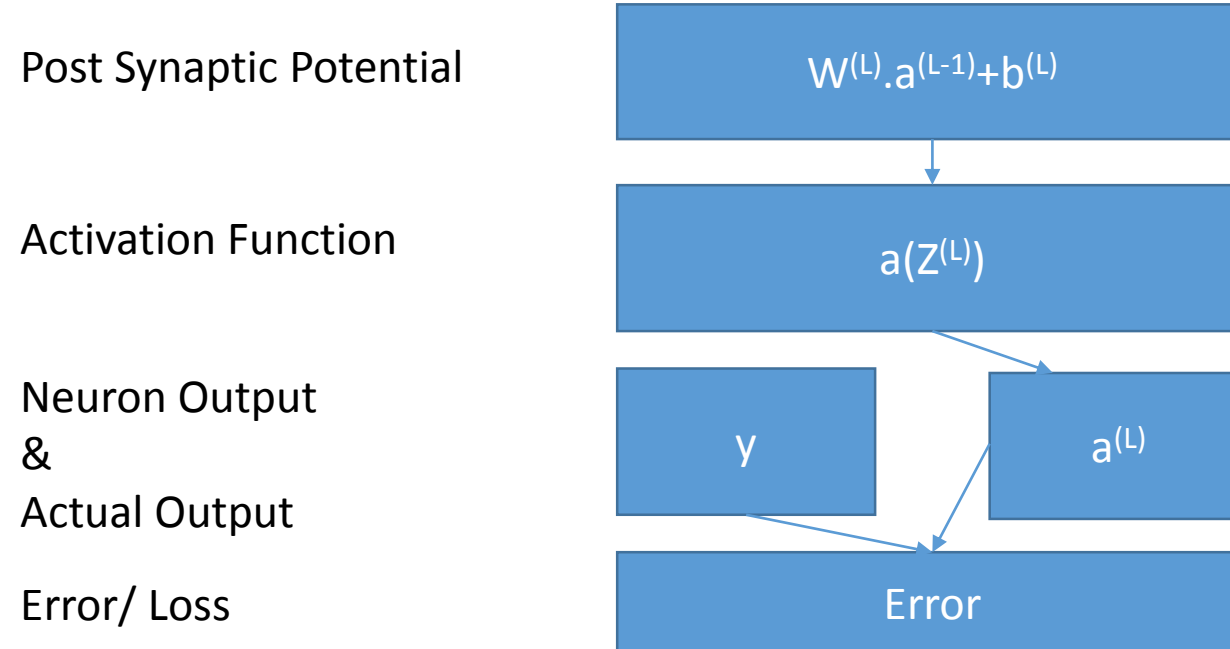 Post Synaptic Potential
W⁽ᴸ⁾.a⁽ᴸ⁻¹⁾+b⁽ᴸ⁾
Activation Function
a(Z⁽ᴸ⁾)
Neuron Output
&
Actual Output
y
a⁽ᴸ⁾
Error/ Loss
Error